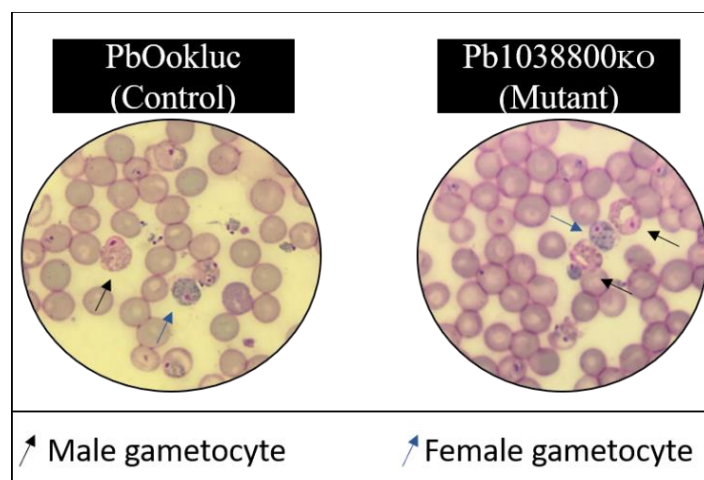 PbOokluc
(Control)
Pb1038800KO
(Mutant)
Male gametocyte
Female gametocyte